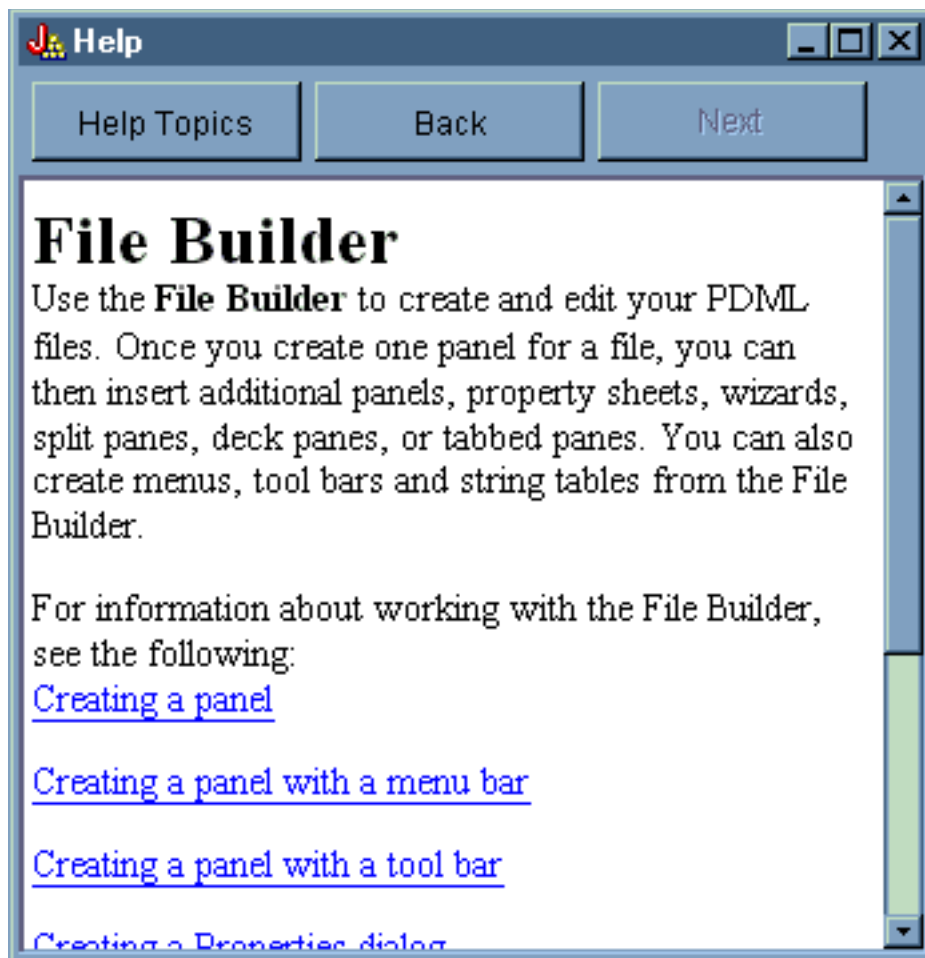 Help
Help Topics Back Next
File Builder
Use the File Builder to create and edit your PDML
files. Once you create one panel for a file, you can
then insert additional panels, property sheets, wizards,
split panes, deck panes, or tabbed panes. You can also
create menus, tool bars and string tables from the File
Builder.
For information about working with the File Builder,
see the following:
Creating a panel
Creating a panel with a menu bar
Creating a panel with a tool bar
Creating a Properties dialog